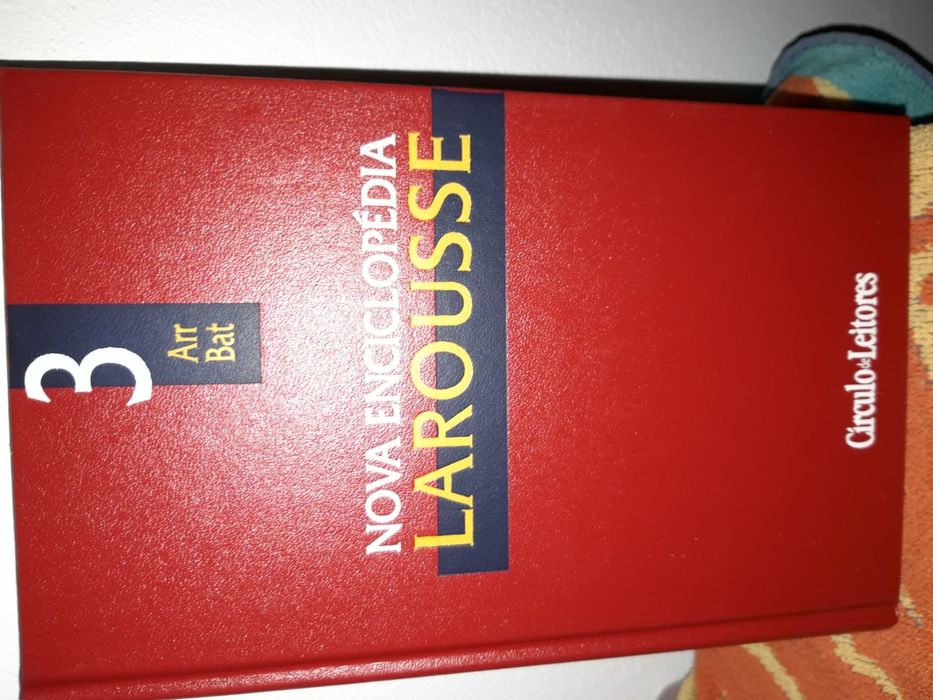 3
Arr
Bat
NOVA ENCICLOPÉDIA
LAROUSSE
Círculo de Leitores